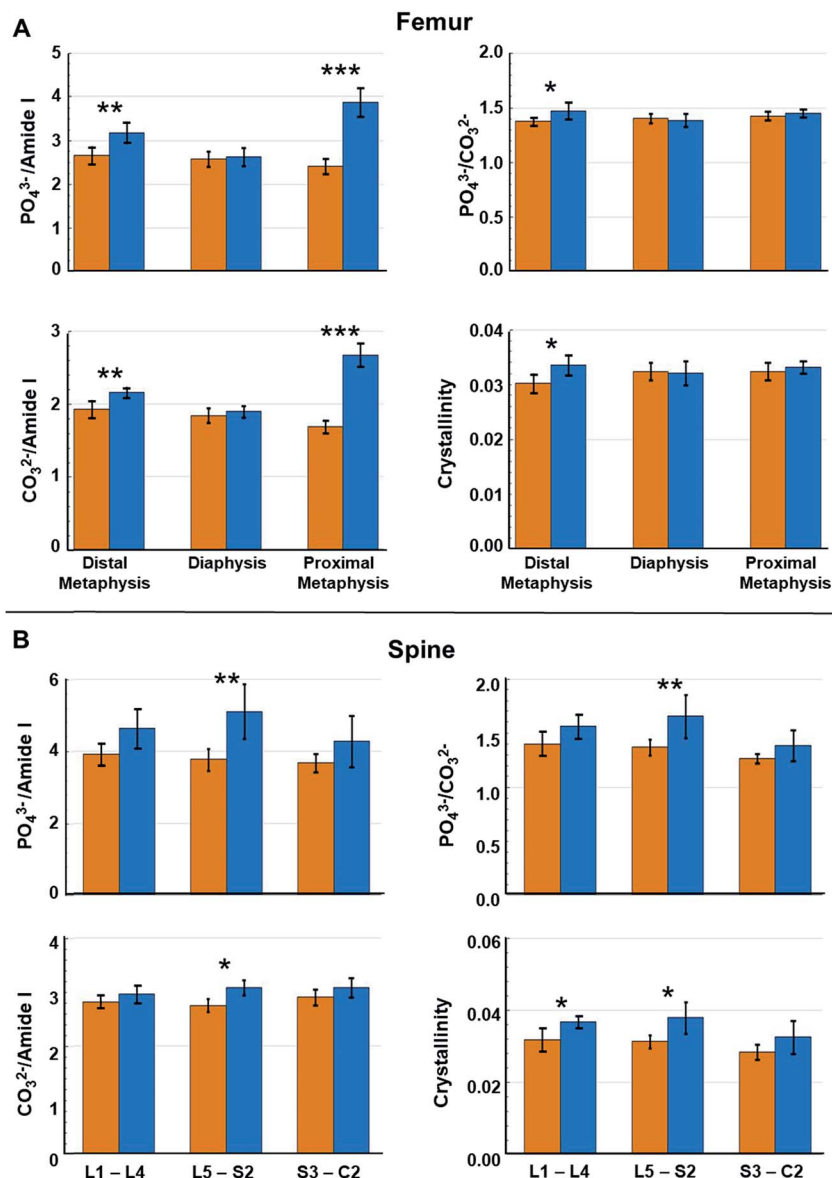 A
Femur
PO₄³⁻/Amide I
5
4
3
2
1
0
**
***
PO₄³⁻/CO₃²⁻
2.0
1.5
1.0
0.5
0.0
*
CO₃²⁻/Amide I
3
2
1
0
**
***
Distal
Metaphysis
Diaphysis
Proximal
Metaphysis
Crystallinity
0.04
0.03
0.02
0.01
0.00
*
Distal
Metaphysis
Diaphysis
Proximal
Metaphysis
B
Spine
PO₄³⁻/Amide I
6
4
2
0
**
PO₄³⁻/CO₃²⁻
2.0
1.5
1.0
0.5
0.0
**
CO₃²⁻/Amide I
4
3
2
1
0
*
L1 – L4
L5 – S2
S3 – C2
Crystallinity
0.06
0.04
0.02
0.00
*
*
L1 – L4
L5 – S2
S3 – C2